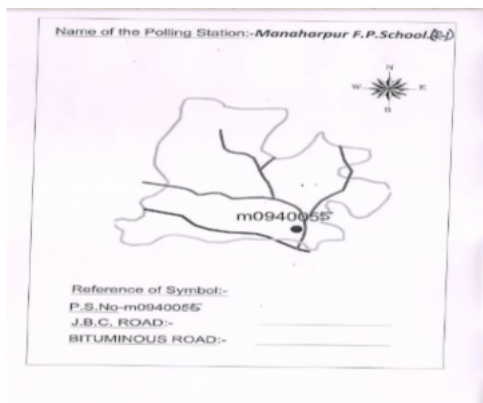 Name of the Polling Station:-Manaharpur F.P.School.
N
W
E
S
m0940055
Reference of Symbol:-
P.S.No-m0940055
J.B.C. ROAD:-
BITUMINOUS ROAD:-